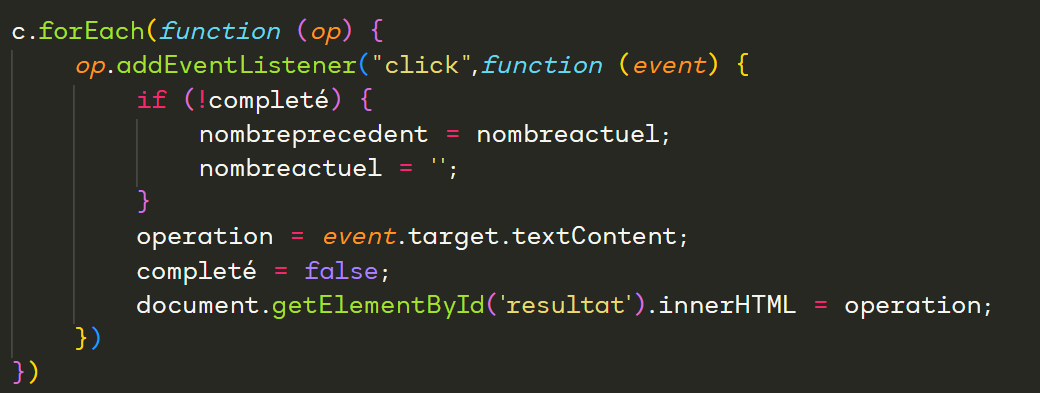 c.forEach(function (op) {
    op.addEventListener("click",function (event) {
        if (!completé) {
            nombreprecedent = nombreactuel;
            nombreactuel = '';
        }
        operation = event.target.textContent;
        completé = false;
        document.getElementById('resultat').innerHTML = operation;
    })
})